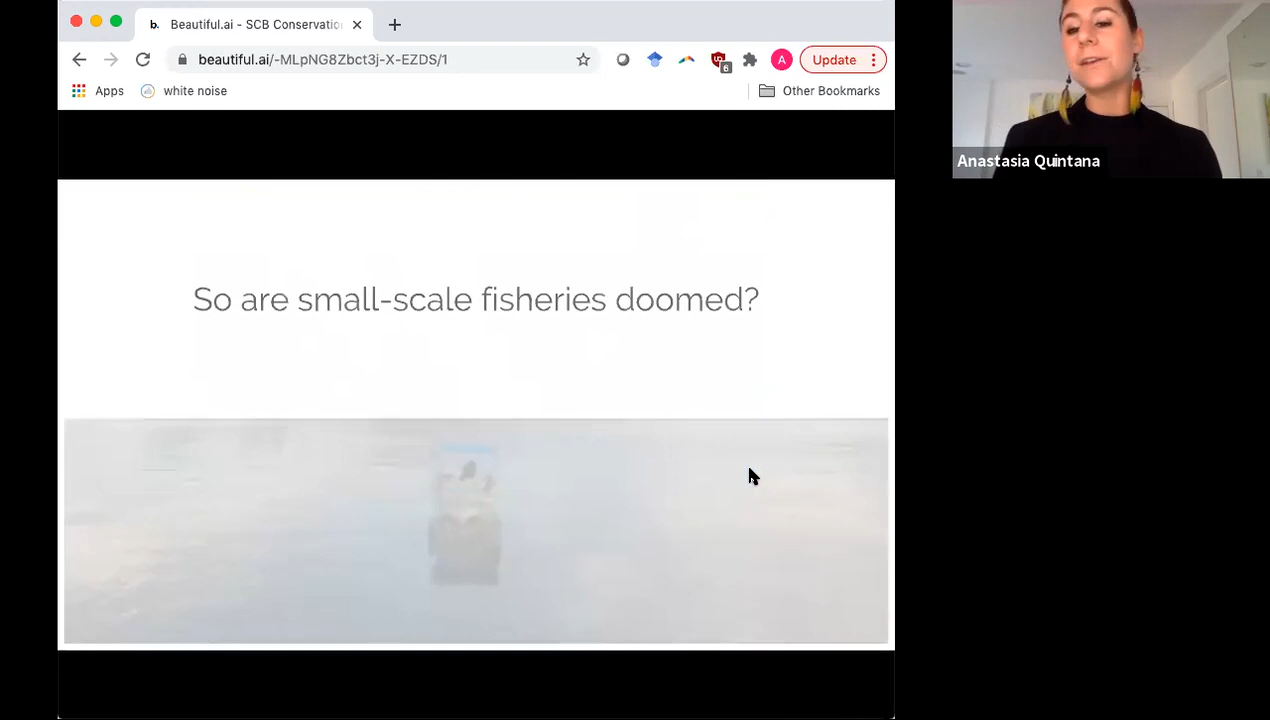 b. Beautiful.ai - SCB Conservatio
beautiful.ai/-MLpNG8Zbct3j-X-EZDS/1
6
A
Update
Apps
white noise
Other Bookmarks
Anastasia Quintana
So are small-scale fisheries doomed?